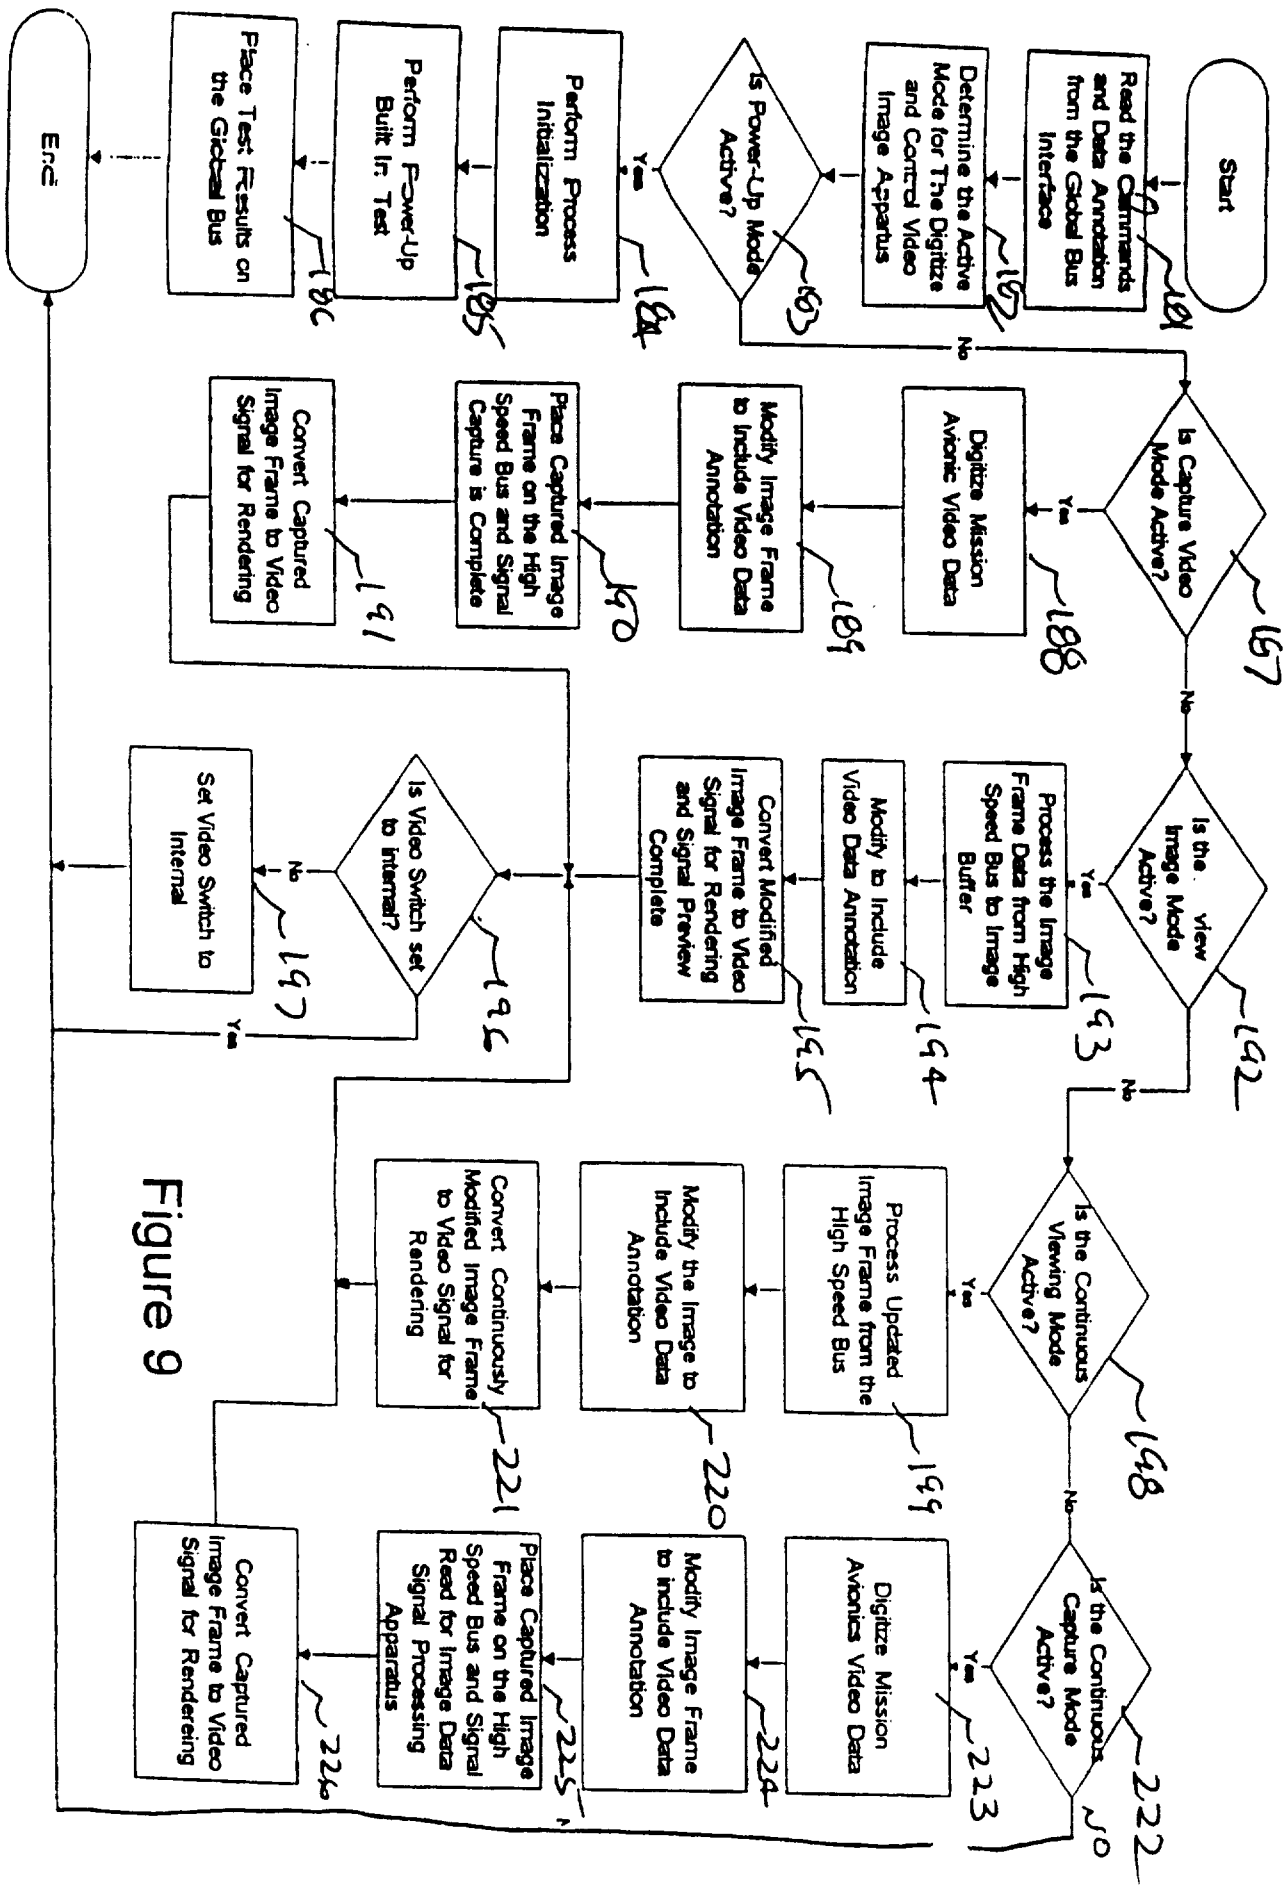 Start
Read the Commands
and Data Annotation
from the Global Bus
Interface
181
Determine the Active
Mode for The Digitize
and Control Video
Image Appartus
182
Is Power-Up Mode
Active?
183
Yes
No
Perform Process
Initialization
184
Perform Power-Up
Built In Test
185
Place Test Results on
the Global Bus
186
End
Is Capture Video
Mode Active?
187
Yes
No
Digitize Mission
Avionic Video Data
188
Modify Image Frame
to Include Video Data
Annotation
189
Place Captured Image
Frame on the High
Speed Bus and Signal
Capture is Complete
190
Convert Captured
Image Frame to Video
Signal for Rendering
191
Is the view
Image Mode
Active?
192
Yes
No
Process the Image
Frame Data from High
Speed Bus to Image
Buffer
193
Modify to Include
Video Data Annotation
194
Convert Modified
Image Frame to Video
Signal for Rendering
and Signal Preview
Complete
195
Is Video Switch set
to internal?
196
No
Yes
Set Video Switch to
Internal
197
Is the Continuous
Viewing Mode
Active?
198
Yes
No
Process Updated
Image Frame from the
High Speed Bus
199
Modify the Image to
Include Video Data
Annotation
220
Convert Continuously
Modified Image Frame
to Video Signal for
Rendering
221
Is the Continuous
Capture Mode
Active?
222
Yes
NO
Digitize Mission
Avionics Video Data
223
Modify Image Frame
to include Video Data
Annotation
224
Place Captured Image
Frame on the High
Speed Bus and Signal
Read for Image Data
Signal Processing
Apparatus
225
Convert Captured
Image Frame to Video
Signal for Rendereing
226
Figure 9